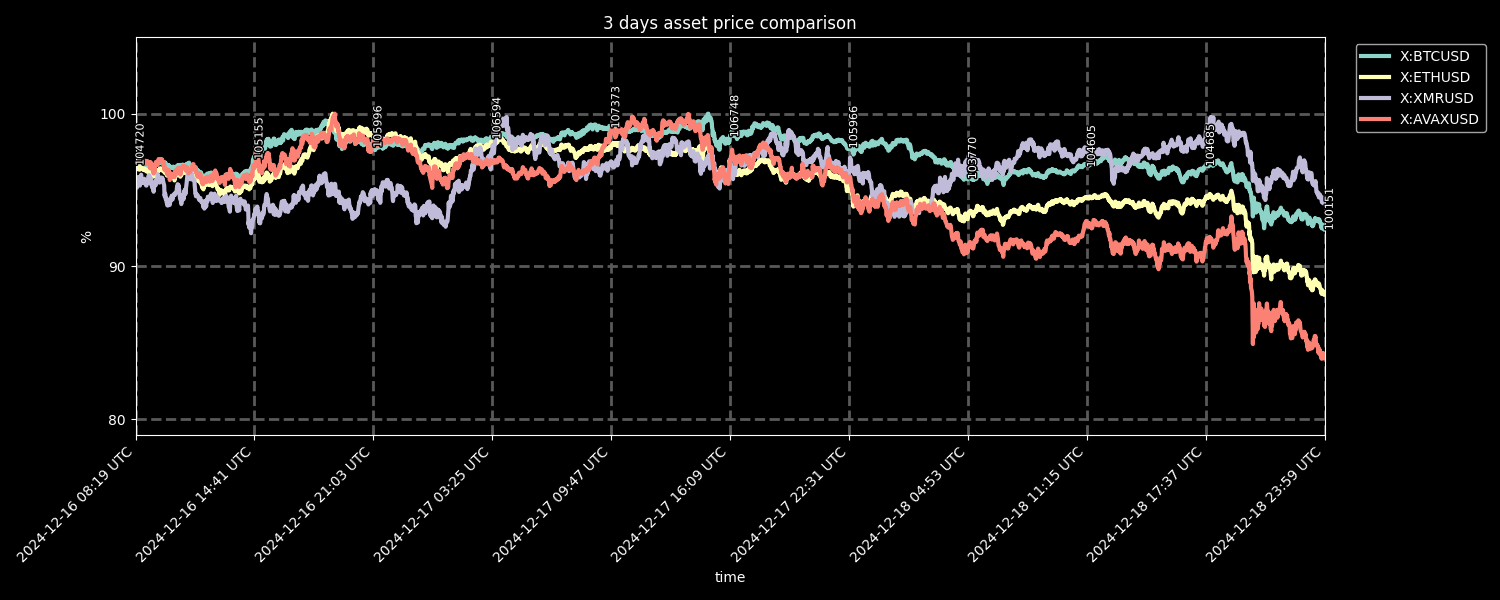 3 days asset price comparison
X:BTCUSD
X:ETHUSD
X:XMRUSD
X:AVAXUSD
100
90
80
%
104720
105155
105996
106594
107373
106748
105966
103770
104605
104685
100151
2024-12-16 08:19 UTC
2024-12-16 14:41 UTC
2024-12-16 21:03 UTC
2024-12-17 03:25 UTC
2024-12-17 09:47 UTC
2024-12-17 16:09 UTC
2024-12-17 22:31 UTC
2024-12-18 04:53 UTC
2024-12-18 11:15 UTC
2024-12-18 17:37 UTC
2024-12-18 23:59 UTC
time